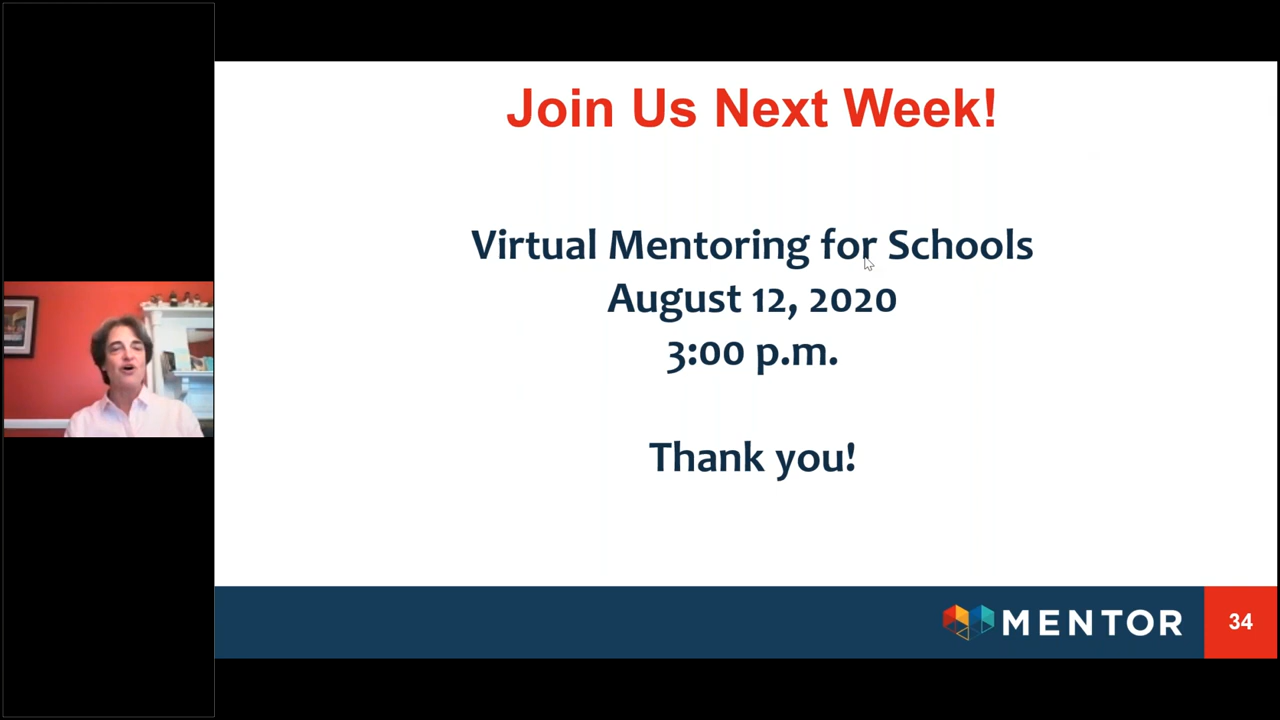 Join Us Next Week!
Virtual Mentoring for Schools
August 12, 2020
3:00 p.m.
Thank you!
MENTOR
34